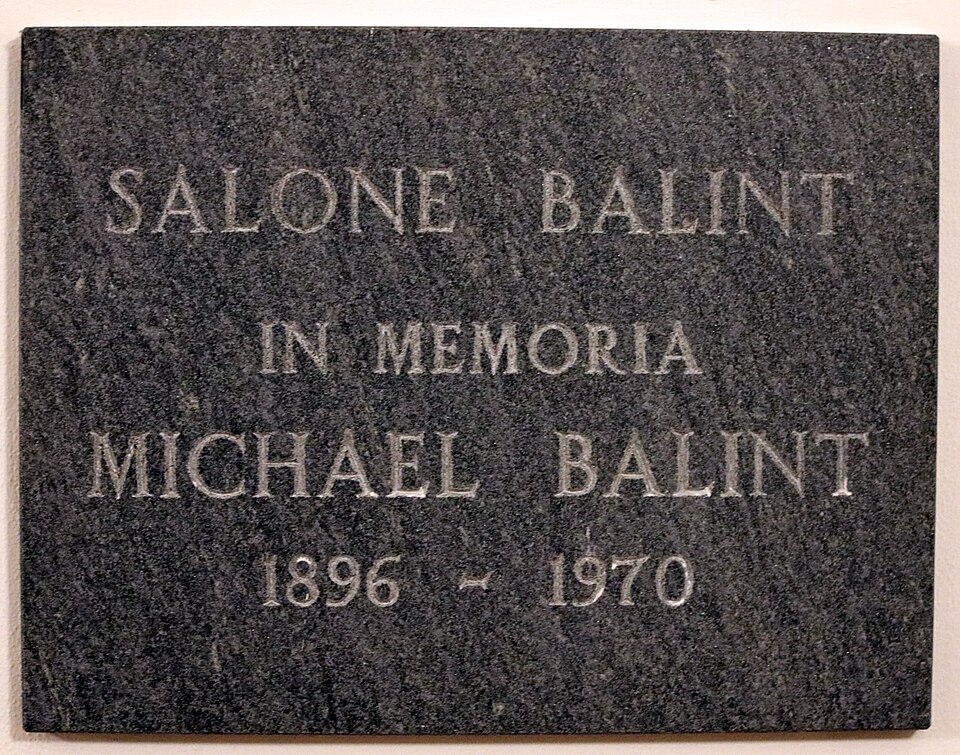 SALONE BALINT
IN MEMORIA
MICHAEL BALINT
1896 - 1970